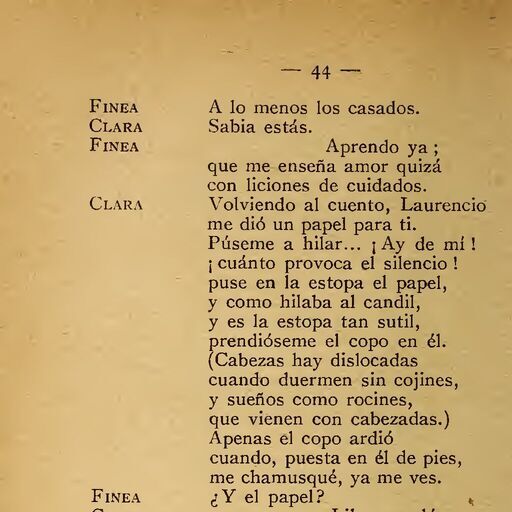 — 44 —
FINEA A lo menos los casados.
CLARA Sabia estás.
FINEA Aprendo ya ;
que me enseña amor quizá
con liciones de cuidados.
CLARA Volviendo al cuento, Laurencio
me dió un papel para ti.
Púseme a hilar... ¡ Ay de mí !
¡ cuánto provoca el silencio !
puse en la estopa el papel,
y como hilaba al candil,
y es la estopa tan sutil,
prendióseme el copo en él.
(Cabezas hay dislocadas
cuando duermen sin cojines,
y sueños como rocines,
que vienen con cabezadas.)
Apenas el copo ardió
cuando, puesta en él de pies,
me chamusqué, ya me ves.
FINEA ¿Y el papel?